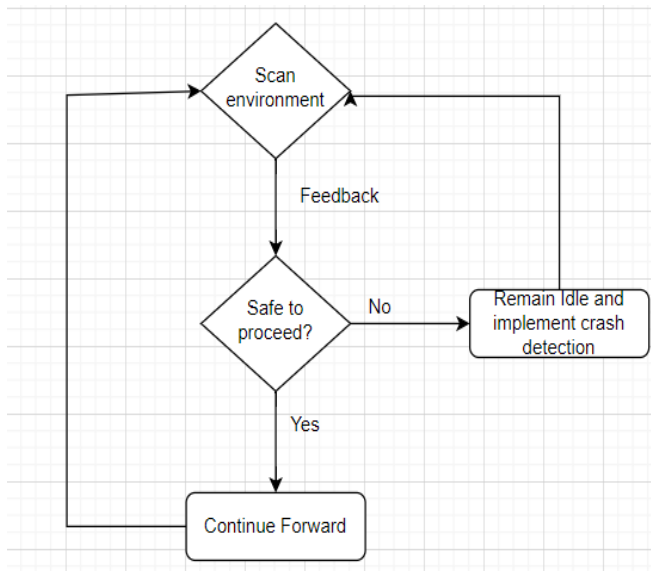 Scan
environment
Feedback
Safe to
proceed?
No
Remain Idle and
implement crash
detection
Yes
Continue Forward